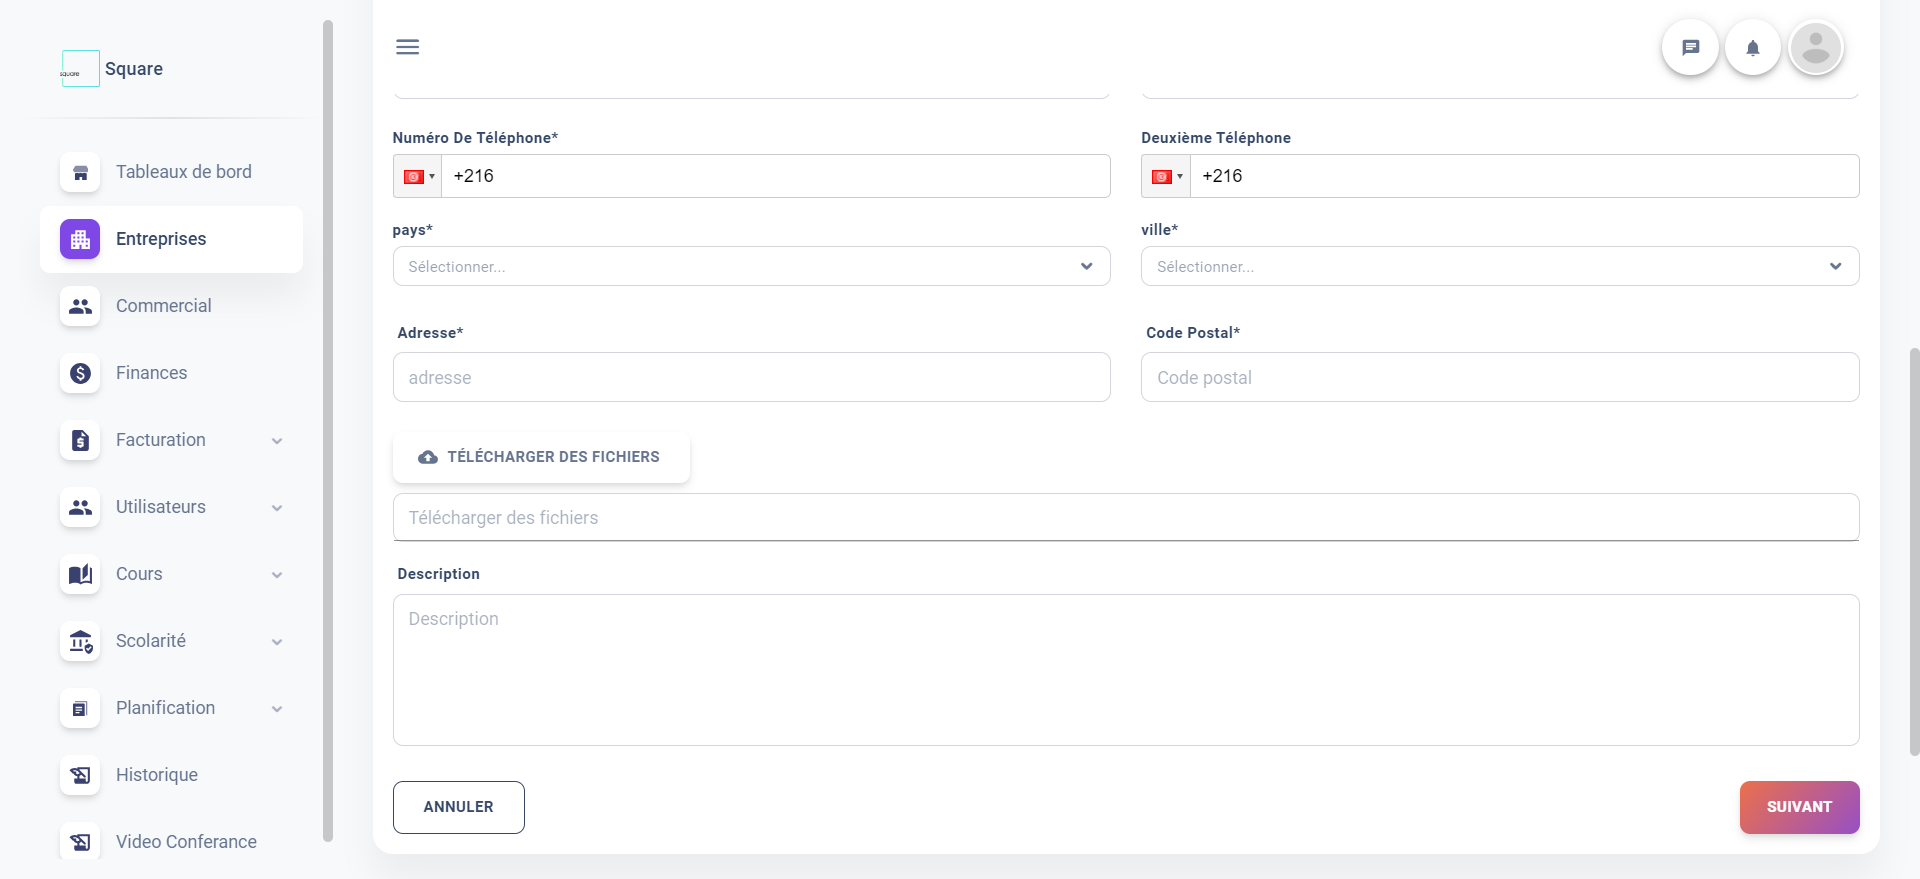 square
Square
Tableaux de bord
Entreprises
Commercial
Finances
Facturation
Utilisateurs
Cours
Scolarité
Planification
Historique
Video Conferance
Numéro De Téléphone*
Deuxième Téléphone
+216
+216
pays*
ville*
Sélectionner...
Sélectionner...
Adresse*
Code Postal*
adresse
Code postal
TÉLÉCHARGER DES FICHIERS
Télécharger des fichiers
Description
Description
ANNULER
SUIVANT